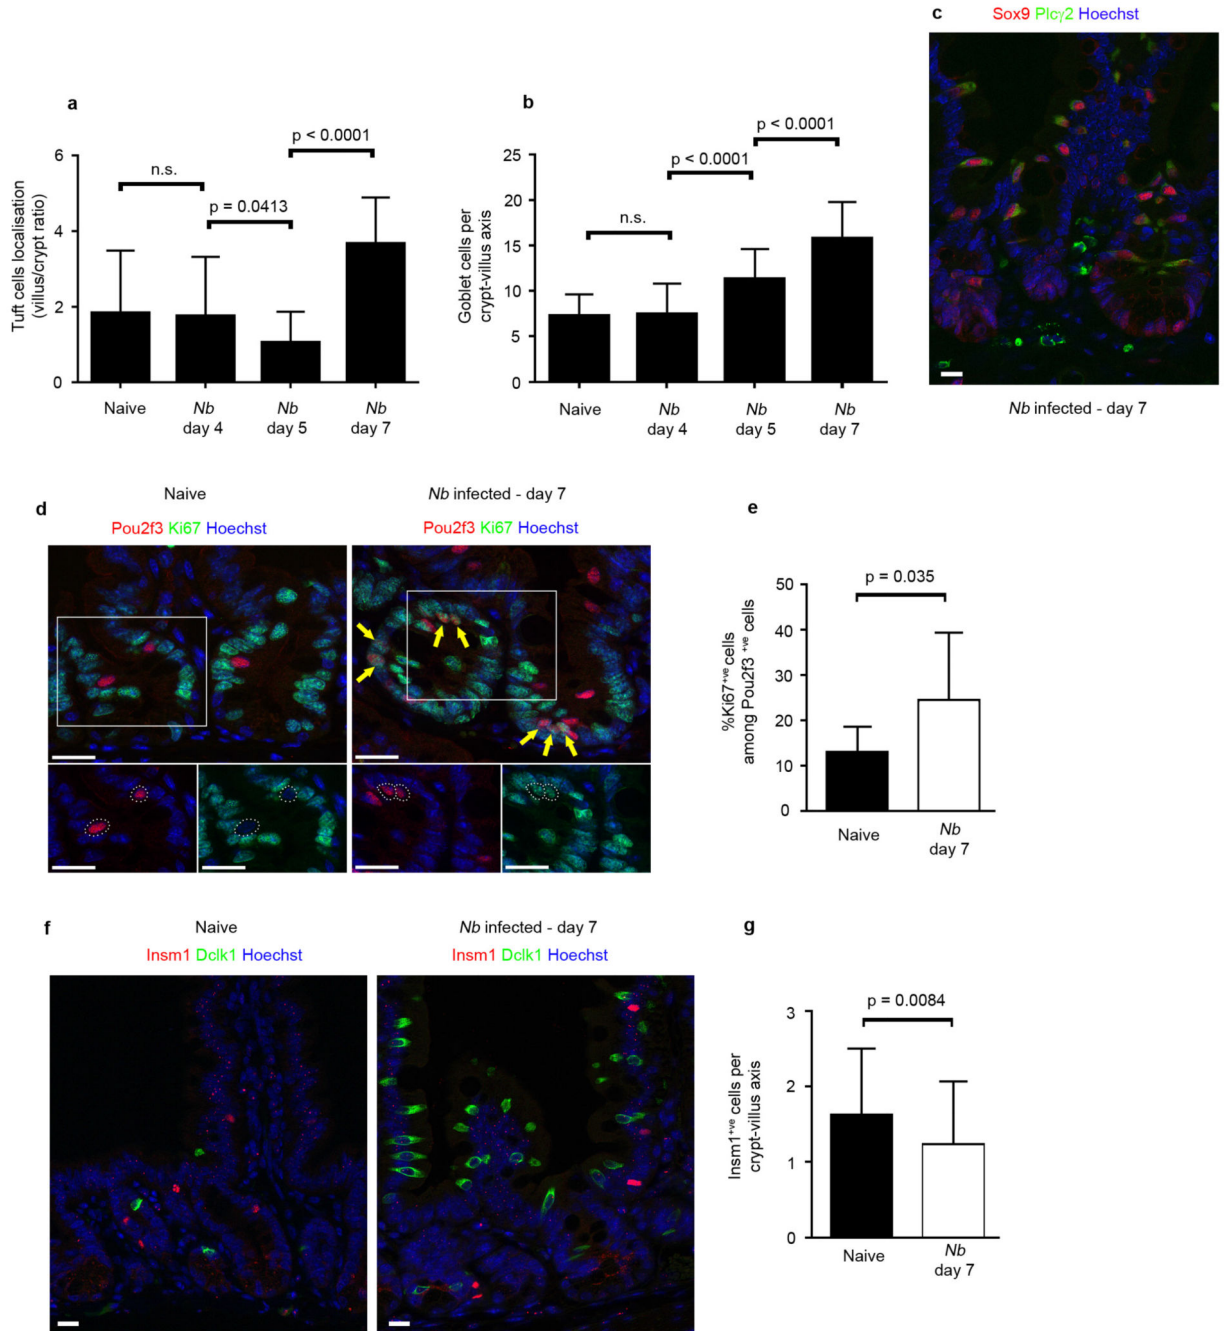 c
Sox9 Plcγ2 Hoechst
Nb infected - day 7
a
Tuft cells localisation
(villus/crypt ratio)
6
4
2
0
n.s.
p = 0.0413
p < 0.0001
Naive
Nb
day 4
Nb
day 5
Nb
day 7
b
Goblet cells per
crypt-villus axis
25
20
15
10
5
0
n.s.
p < 0.0001
p < 0.0001
Naive
Nb
day 4
Nb
day 5
Nb
day 7
d
Naive
Pou2f3 Ki67 Hoechst
Nb infected - day 7
Pou2f3 Ki67 Hoechst
e
%Ki67+ve cells
among Pou2f3 +ve cells
50
40
30
20
10
0
p = 0.035
Naive
Nb
day 7
f
Naive
Insm1 Dclk1 Hoechst
Nb infected - day 7
Insm1 Dclk1 Hoechst
g
Insm1+ve cells per
crypt-villus axis
3
2
1
0
p = 0.0084
Naive
Nb
day 7